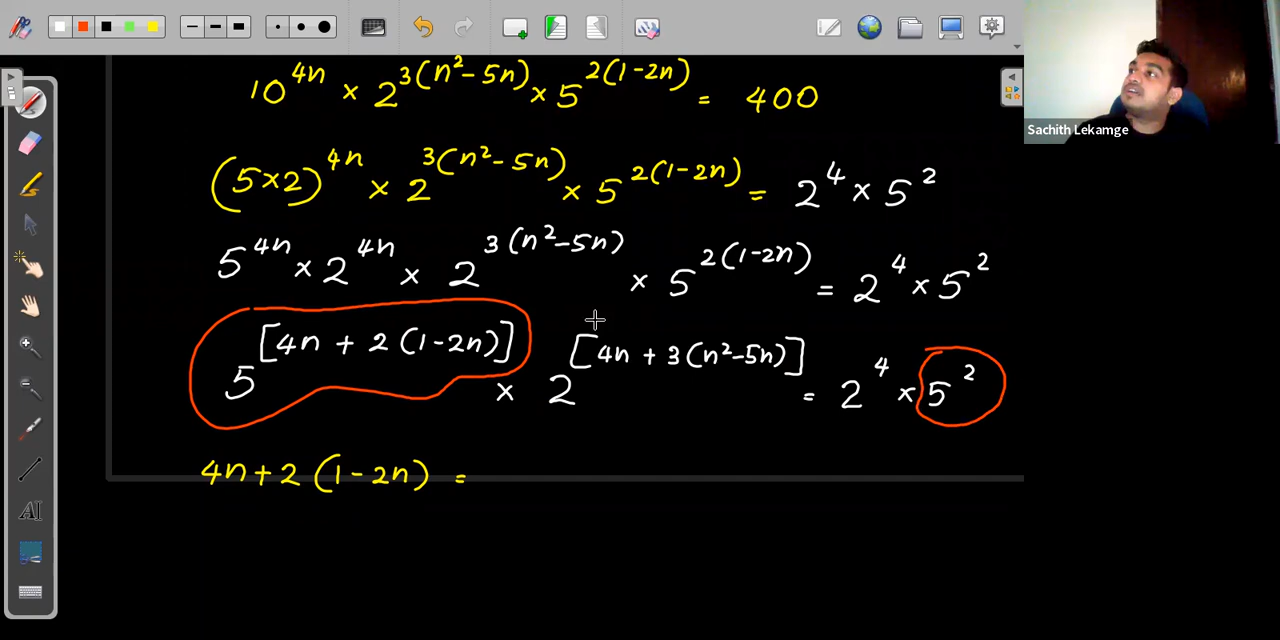 10^{4n} × 2^{3(n²-5n)} × 5^{2(1-2n)} = 400
Sachith Lekamge
(5×2)^{4n} × 2^{3(n²-5n)} × 5^{2(1-2n)} = 2^4 × 5^2
5^{4n} × 2^{4n} × 2^{3(n²-5n)} × 5^{2(1-2n)} = 2^4 × 5^2
5^{[4n + 2(1-2n)]} × 2^{[4n + 3(n²-5n)]} = 2^4 × 5^2
4n + 2(1-2n) =
AI